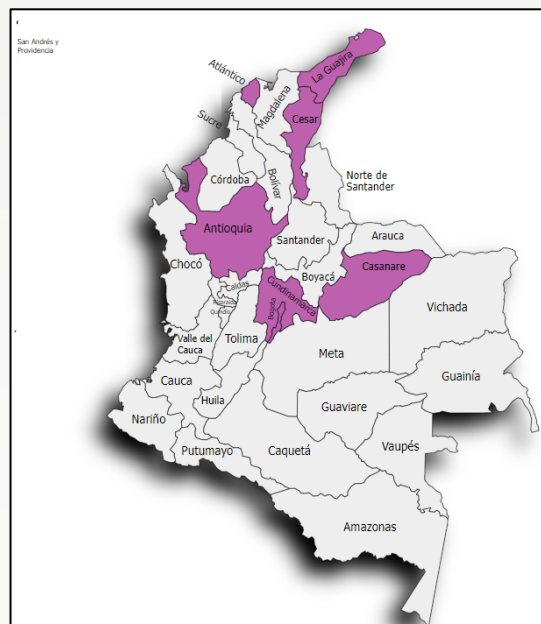 San Andrés y
Providencia
Atlántico
La Guajira
Magdalena
Cesar
Sucre
Norte de
Santander
Córdoba
Bolívar
Antioquia
Santander
Arauca
Chocó
Boyacá
Casanare
Caldas
Cundinamarca
Risaralda
Quindío
Bogotá
Vichada
Valle del
Cauca
Tolima
Meta
Cauca
Guainía
Huila
Guaviare
Nariño
Putumayo
Caquetá
Vaupés
Amazonas